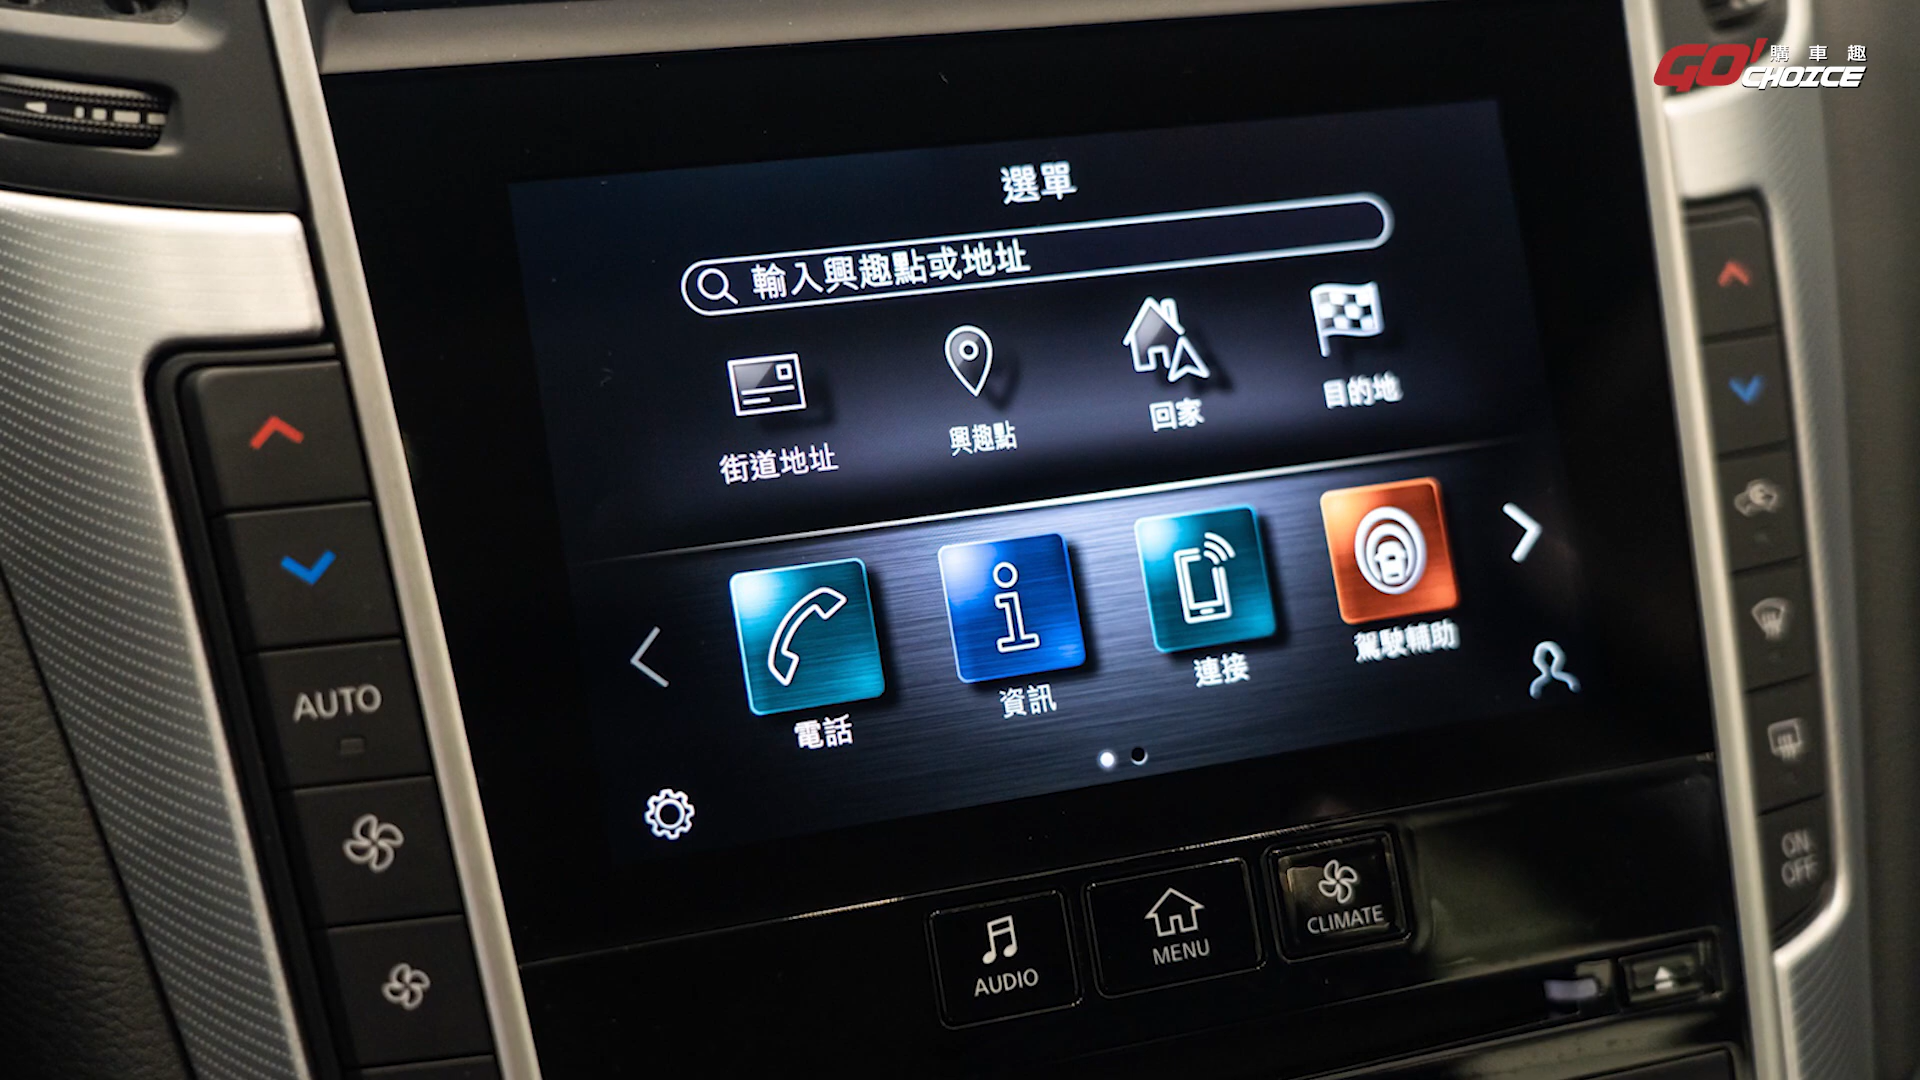 GO' 購車趣
CHOICE
選單
輸入興趣點或地址
街道地址
興趣點
回家
目的地
電話
資訊
連接
駕駛輔助
AUTO
AUDIO
MENU
CLIMATE
ON
OFF